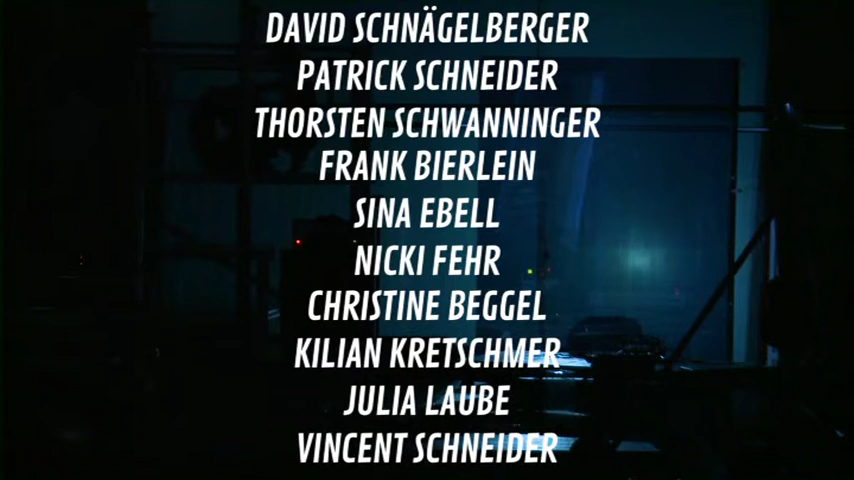 DAVID SCHNÄGELBERGER
PATRICK SCHNEIDER
THORSTEN SCHWANNINGER
FRANK BIERLEIN
SINA EBELL
NICKI FEHR
CHRISTINE BEGGEL
KILIAN KRETSCHMER
JULIA LAUBE
VINCENT SCHNEIDER